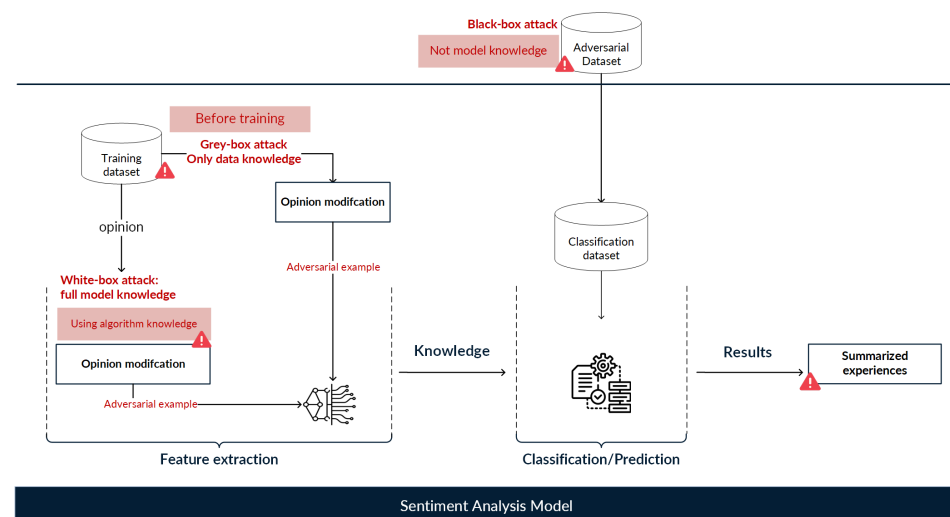 Black-box attack
Not model knowledge
Adversarial
Dataset
Before training
Grey-box attack
Only data knowledge
Training
dataset
Opinion modifcation
opinion
Classification
dataset
Adversarial example
White-box attack:
full model knowledge
Using algorithm knowledge
Opinion modifcation
Adversarial example
Knowledge
Results
Summarized
experiences
Feature extraction
Classification/Prediction
Sentiment Analysis Model